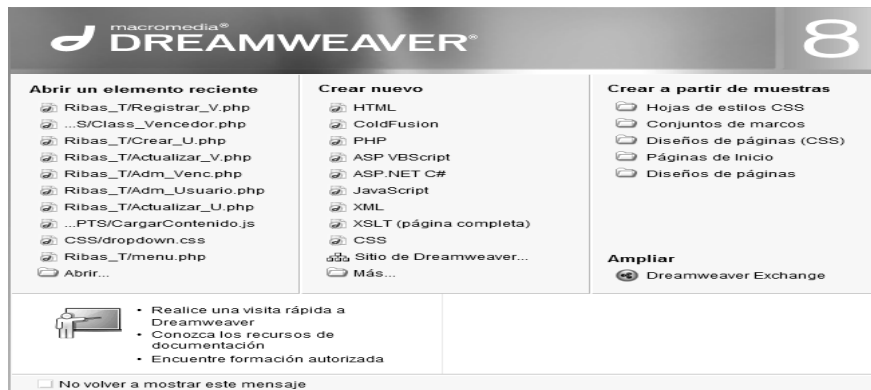 macromedia®
DREAMWEAVER®
8
Abrir un elemento reciente
Ribas_T/Registrar_V.php
...S/Class_Vencedor.php
Ribas_T/Crear_U.php
Ribas_T/Actualizar_V.php
Ribas_T/Adm_Venc.php
Ribas_T/Adm_Usuario.php
Ribas_T/Actualizar_U.php
...PTS/CargarContenido.js
CSS/dropdown.css
Ribas_T/menu.php
Abrir...
Crear nuevo
HTML
ColdFusion
PHP
ASP VBScript
ASP.NET C#
JavaScript
XML
XSLT (página completa)
CSS
Sitio de Dreamweaver...
Más...
Crear a partir de muestras
Hojas de estilos CSS
Conjuntos de marcos
Diseños de páginas (CSS)
Páginas de Inicio
Diseños de páginas
Ampliar
Dreamweaver Exchange
• Realice una visita rápida a
Dreamweaver
• Conozca los recursos de
documentación
• Encuentre formación autorizada
No volver a mostrar este mensaje